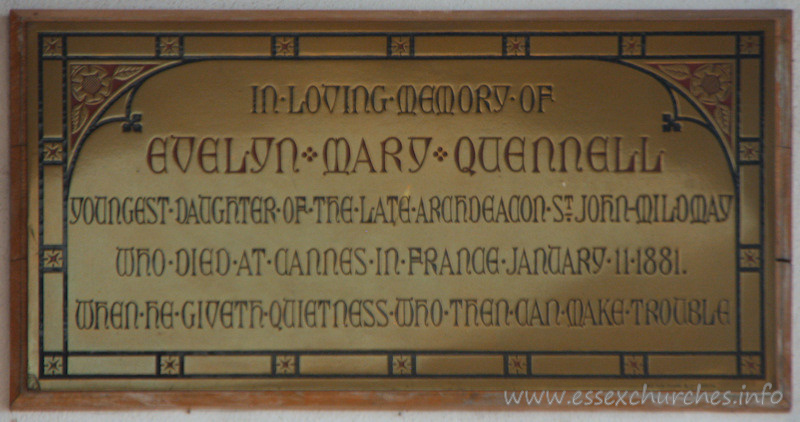 IN·LOVING·MEMORY·OF
EVELYN·MARY·QUENNELL
YOUNGEST·DAUGHTER·OF·THE·LATE·ARCHDEACON·ST·JOHN·MILDMAY
WHO·DIED·AT·CANNES·IN·FRANCE·JANUARY·11·1881.
WHEN·HE·GIVETH·QUIETNESS·WHO·THEN·CAN·MAKE·TROUBLE
www.essexchurches.info